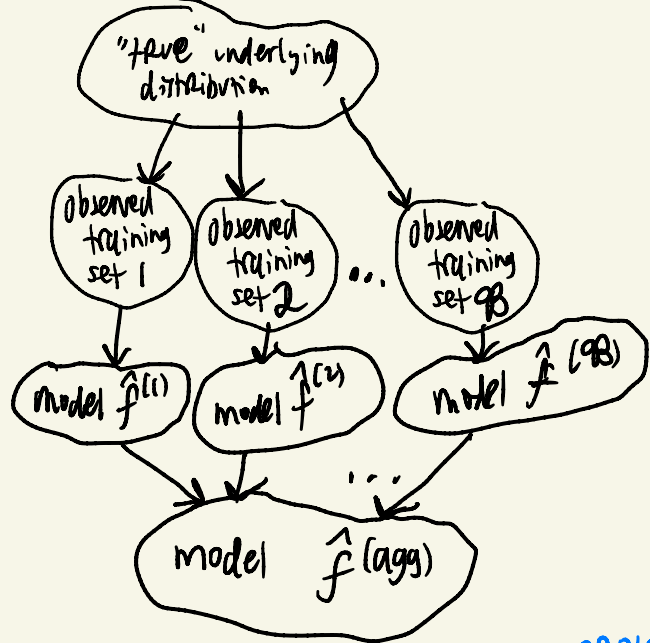 "true" underlying
distribution
observed
training
set 1
observed
training
set 2
...
observed
training
set
model f̂⁽¹⁾
model f̂⁽²⁾
model f̂
...
model f̂(agg)